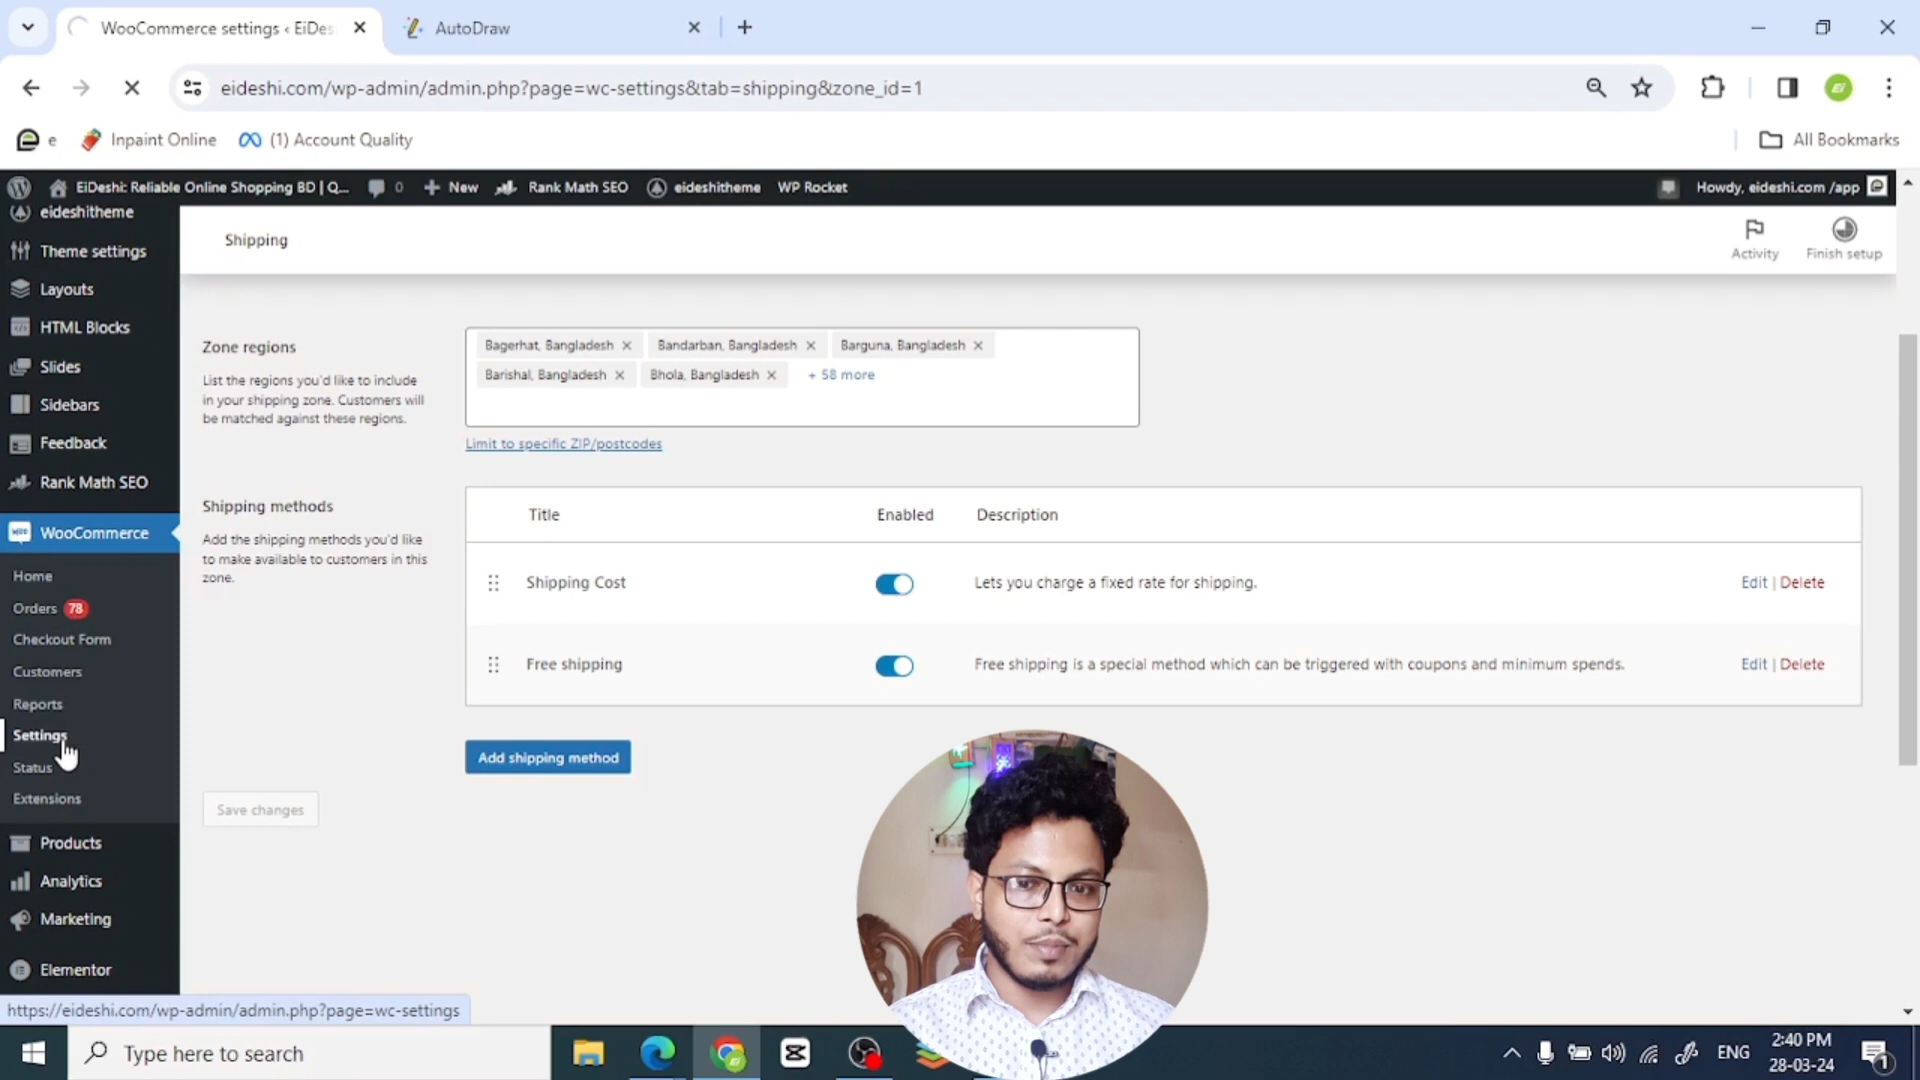 WooCommerce settings ‹ EiDes
AutoDraw
eideshi.com/wp-admin/admin.php?page=wc-settings&tab=shipping&zone_id=1
e
Inpaint Online
(1) Account Quality
All Bookmarks
EiDeshi: Reliable Online Shopping BD | Q...
0
New
Rank Math SEO
eideshitheme
WP Rocket
Howdy, eideshi.com /app
eideshitheme
Theme settings
Layouts
HTML Blocks
Slides
Sidebars
Feedback
Rank Math SEO
WooCommerce
Home
Orders 78
Checkout Form
Customers
Reports
Settings
Status
Extensions
Products
Analytics
Marketing
Elementor
https://eideshi.com/wp-admin/admin.php?page=wc-settings
Shipping
Activity
Finish setup
Zone regions
List the regions you'd like to include
in your shipping zone. Customers will
be matched against these regions.
Bagerhat, Bangladesh
Bandarban, Bangladesh
Barguna, Bangladesh
Barishal, Bangladesh
Bhola, Bangladesh
+ 58 more
Limit to specific ZIP/postcodes
Shipping methods
Add the shipping methods you'd like
to make available to customers in this
zone.
Title
Enabled
Description
Shipping Cost
Lets you charge a fixed rate for shipping.
Edit | Delete
Free shipping
Free shipping is a special method which can be triggered with coupons and minimum spends.
Edit | Delete
Add shipping method
Save changes
Type here to search
ENG
2:40 PM
28-03-24
1